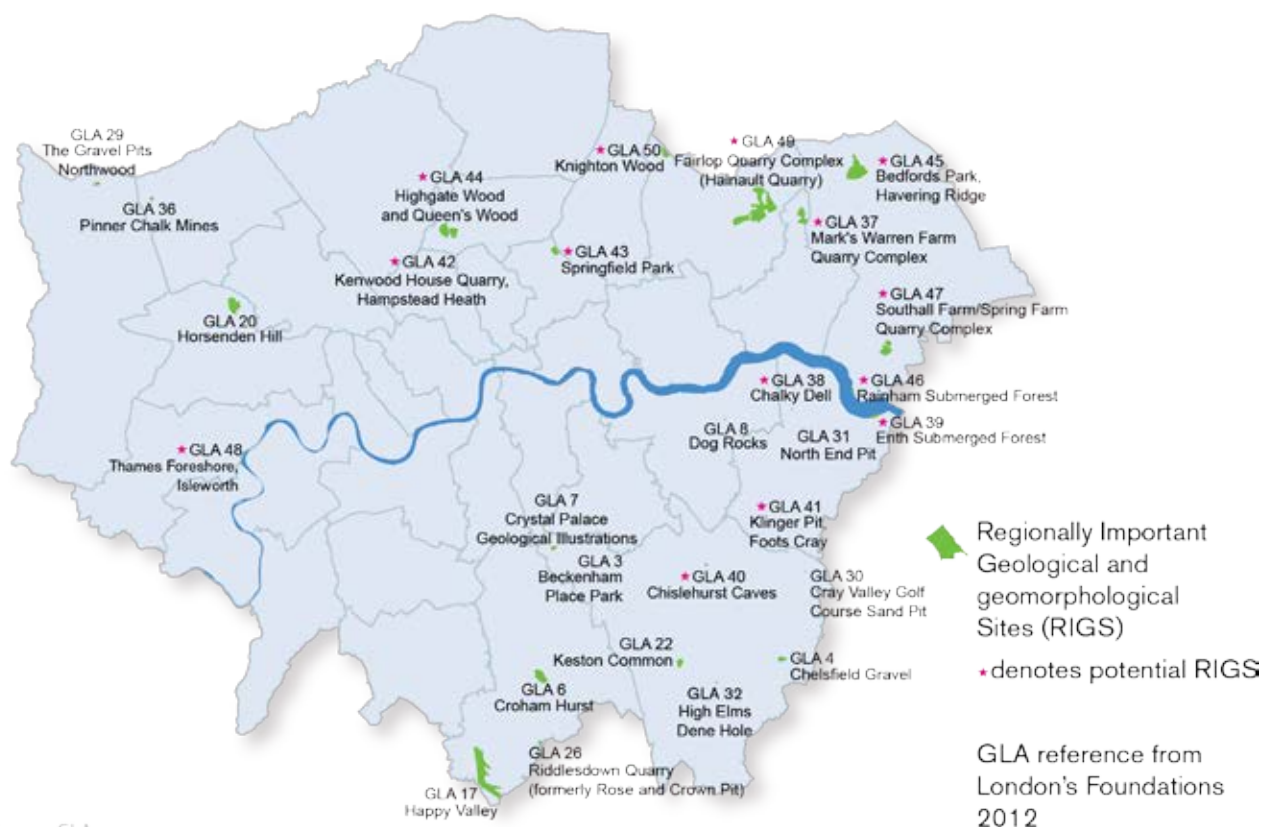 GLA 29
The Gravel Pits
Northwood
GLA 36
Pinner Chalk Mines
GLA 44
Highgate Wood
and Queen's Wood
GLA 50
Knighton Wood
GLA 49
Fairlop Quarry Complex
(Hainault Quarry)
GLA 45
Bedfords Park,
Havering Ridge
GLA 37
Mark's Warren Farm
Quarry Complex
GLA 42
Kenwood House Quarry,
Hampstead Heath
GLA 43
Springfield Park
GLA 20
Horsenden Hill
GLA 47
Southall Farm/Spring Farm
Quarry Complex
GLA 38
Chalky Dell
GLA 46
Rainham Submerged Forest
GLA 39
Erith Submerged Forest
GLA 8
Dog Rocks
GLA 31
North End Pit
GLA 48
Thames Foreshore,
Isleworth
GLA 7
Crystal Palace
Geological Illustrations
GLA 41
Klinger Pit
Foots Cray
GLA 3
Beckenham
Place Park
GLA 40
Chislehurst Caves
GLA 30
Cray Valley Golf
Course Sand Pit
GLA 22
Keston Common
GLA 4
Chelsfield Gravel
GLA 6
Croham Hurst
GLA 32
High Elms
Dene Hole
GLA 26
Riddlesdown Quarry
(formerly Rose and Crown Pit)
GLA 17
Happy Valley
Regionally Important
Geological and
geomorphological
Sites (RIGS)
denotes potential RIGS
GLA reference from
London's Foundations
2012